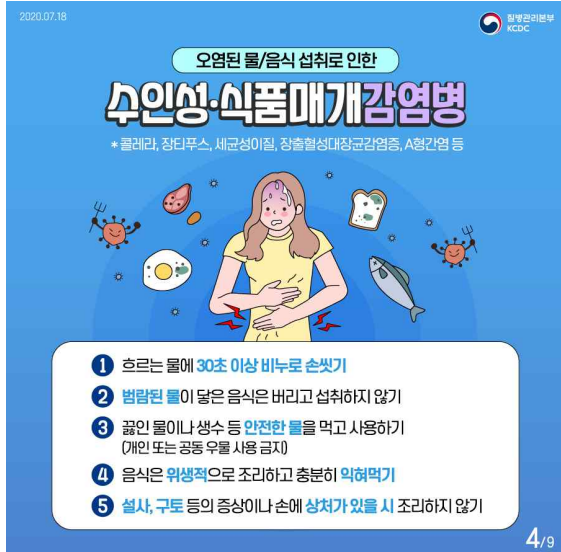 2020.07.18
질병관리본부
KCDC
오염된 물/음식 섭취로 인한
수인성·식품매개감염병
*콜레라, 장티푸스, 세균성이질, 장출혈성대장균감염증, A형간염 등
1 흐르는 물에 30초 이상 비누로 손씻기
2 범람된 물이 닿은 음식은 버리고 섭취하지 않기
3 끓인 물이나 생수 등 안전한 물을 먹고 사용하기
(개인 또는 공동 우물 사용 금지)
4 음식은 위생적으로 조리하고 충분히 익혀먹기
5 설사, 구토 등의 증상이나 손에 상처가 있을 시 조리하지 않기
4/9